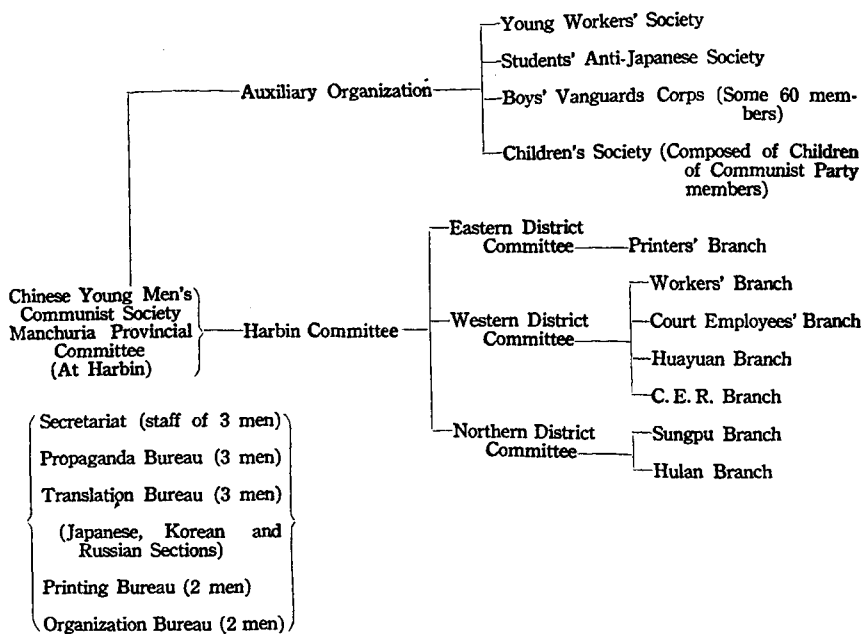 Young Workers' Society
Students' Anti-Japanese Society
Auxiliary Organization
Boys' Vanguards Corps (Some 60 mem-
bers)
Children's Society (Composed of Children
of Communist Party
members)
Eastern District
Committee
Printers' Branch
Chinese Young Men's
Communist Society
Manchuria Provincial
Committee
(At Harbin)
Harbin Committee
Western District
Committee
Workers' Branch
Court Employees' Branch
Huayuan Branch
C. E. R. Branch
Northern District
Committee
Sungpu Branch
Hulan Branch
Secretariat (staff of 3 men)
Propaganda Bureau (3 men)
Translation Bureau (3 men)
(Japanese, Korean and
Russian Sections)
Printing Bureau (2 men)
Organization Bureau (2 men)